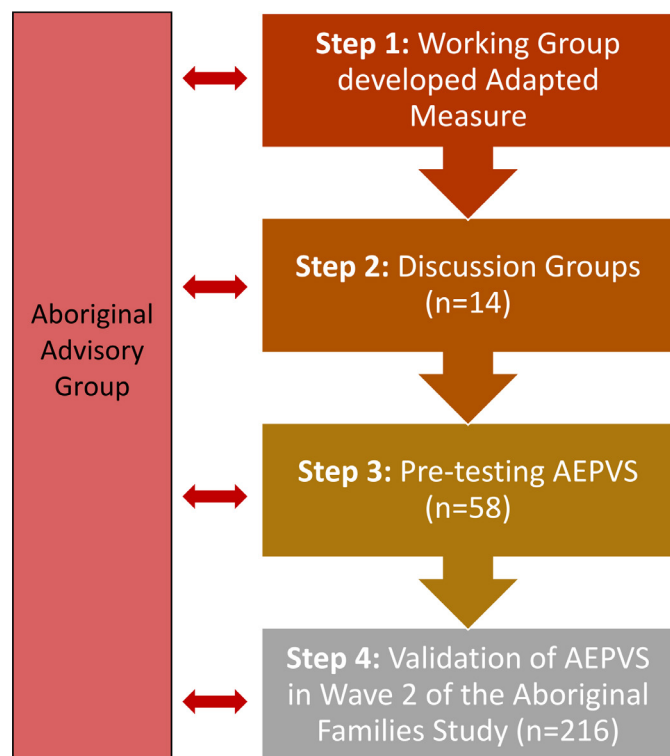 Aboriginal
Advisory
Group
Step 1: Working Group
developed Adapted
Measure
Step 2: Discussion Groups
(n=14)
Step 3: Pre-testing AEPVS
(n=58)
Step 4: Validation of AEPVS
in Wave 2 of the Aboriginal
Families Study (n=216)